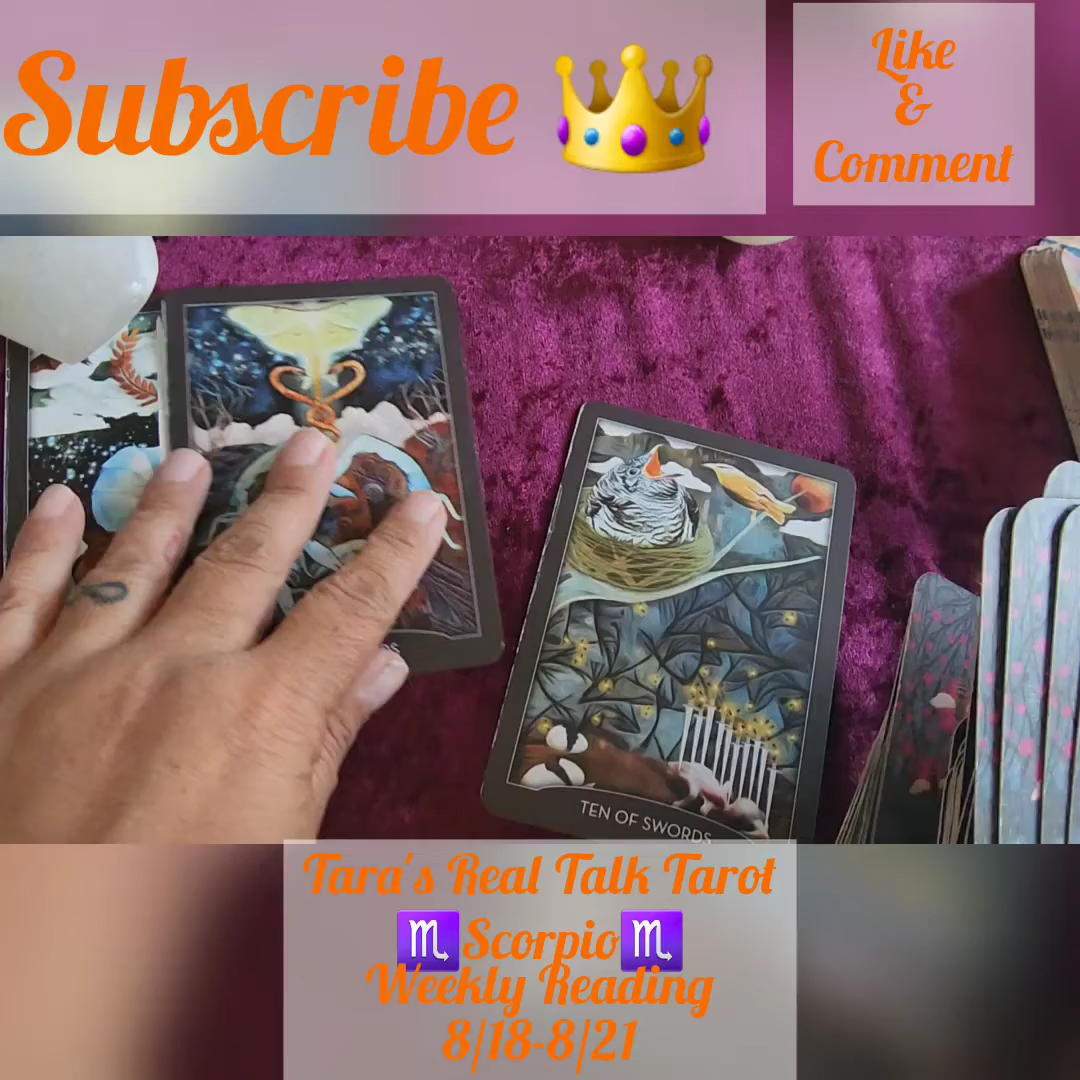 Subscribe
Like
&
Comment
TEN OF SWORDS
Tara's Real Talk Tarot
♏Scorpio♏
Weekly Reading
8/18-8/21